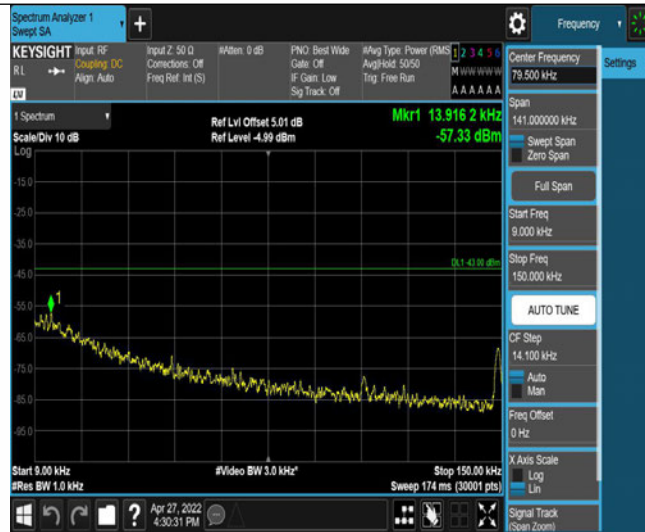 Spectrum Analyzer 1
Swept SA
Frequency
KEYSIGHT
RL
Input: RF
Coupling: DC
Align: Auto
Input Z: 50 Ω
Corrections: Off
Freq Ref: Int (S)
#Atten: 0 dB
PNO: Best Wide
Gate: Off
IF Gain: Low
Sig Track: Off
#Avg Type: Power (RMS
Avg|Hold: 50/50
Trig: Free Run
1 2 3 4 5 6
M W W W W W
A A A A A A
LXI
1 Spectrum
Scale/Div 10 dB
Ref Lvl Offset 5.01 dB
Ref Level -4.99 dBm
Mkr1 13.916 2 kHz
-57.33 dBm
Log
-15.0
-25.0
-35.0
-45.0
DL1 -43.00 dBm
1
-55.0
-65.0
-75.0
-85.0
-95.0
Start 9.00 kHz
#Res BW 1.0 kHz
#Video BW 3.0 kHz*
Stop 150.00 kHz
Sweep 174 ms (30001 pts)
?
Apr 27, 2022
4:30:31 PM
Center Frequency
79.500 kHz
Settings
Span
141.000000 kHz
Swept Span
Zero Span
Full Span
Start Freq
9.000 kHz
Stop Freq
150.000 kHz
AUTO TUNE
CF Step
14.100 kHz
Auto
Man
Freq Offset
0 Hz
X Axis Scale
Log
Lin
Signal Track
(Span Zoom)